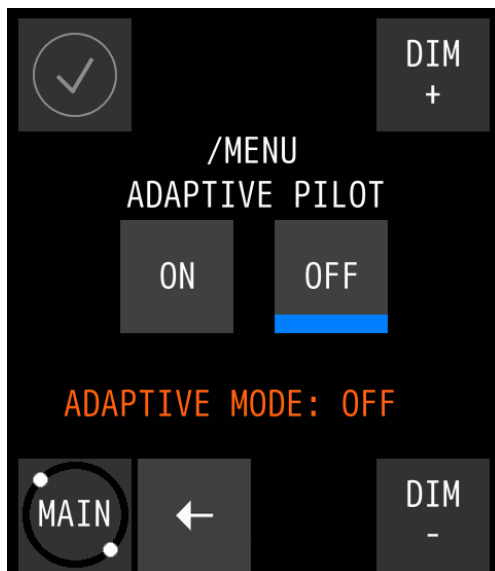 DIM
+
/MENU
ADAPTIVE PILOT
ON OFF
ADAPTIVE MODE: OFF
MAIN ← DIM
-